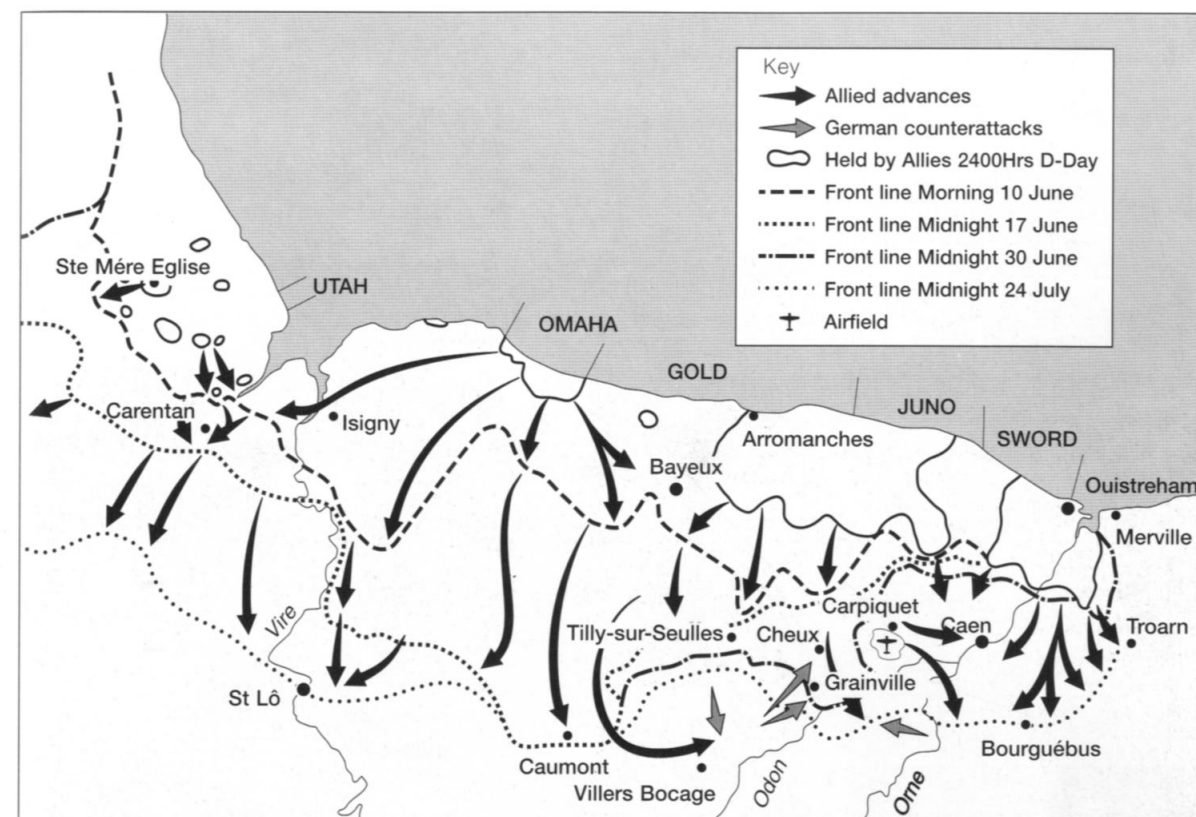 Key
Allied advances
German counterattacks
Held by Allies 2400Hrs D-Day
Front line Morning 10 June
Front line Midnight 17 June
Front line Midnight 30 June
Front line Midnight 24 July
Airfield
Ste Mére Eglise
UTAH
OMAHA
GOLD
JUNO
SWORD
Carentan
Isigny
Arromanches
Bayeux
Ouistreham
Merville
Vire
Tilly-sur-Seulles
Cheux
Carpiquet
Caen
Troarn
St Lô
Grainville
Caumont
Villers Bocage
Odon
Orne
Bourguébus